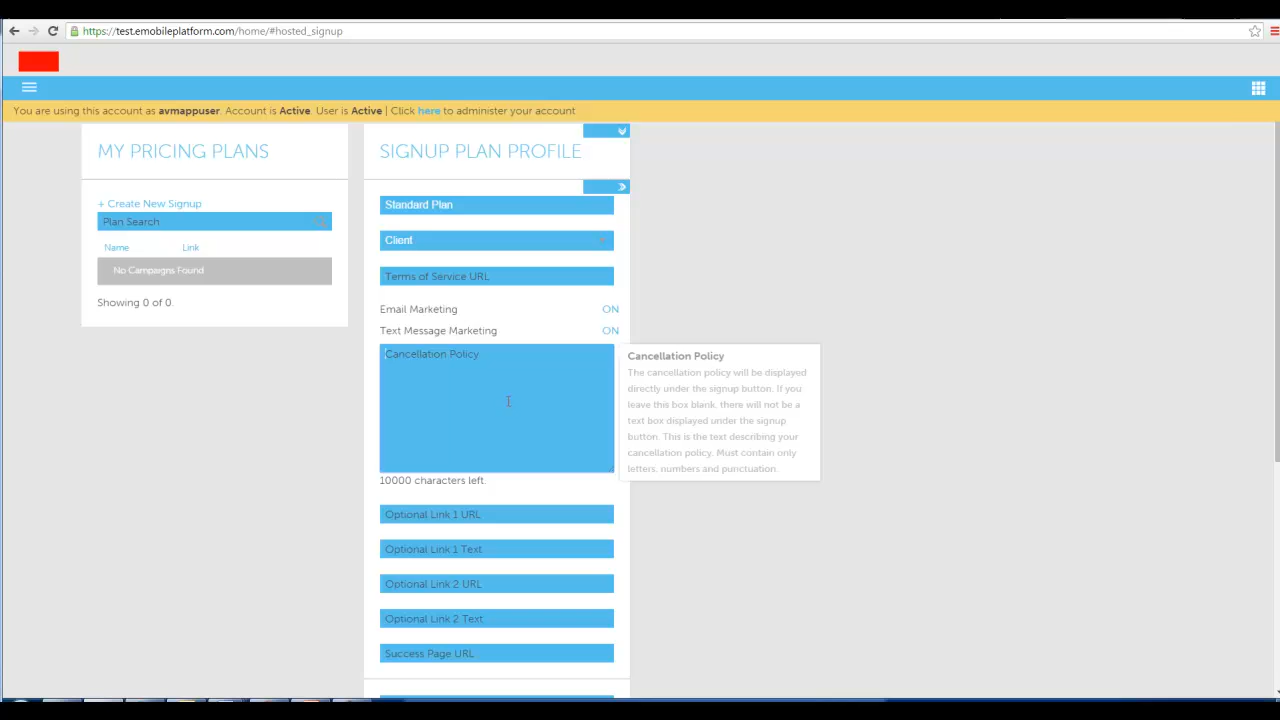 https://test.emobileplatform.com/home/#hosted_signup
You are using this account as avmappuser. Account is Active. User is Active | Click here to administer your account
MY PRICING PLANS
+ Create New Signup
Plan Search
Name Link
No Campaigns Found
Showing 0 of 0.
SIGNUP PLAN PROFILE
Standard Plan
Client
Terms of Service URL
Email Marketing ON
Text Message Marketing ON
Cancellation Policy
10000 characters left.
Optional Link 1 URL
Optional Link 1 Text
Optional Link 2 URL
Optional Link 2 Text
Success Page URL
Cancellation Policy
The cancellation policy will be displayed
directly under the signup button. If you
leave this box blank, there will not be a
text box displayed under the signup
button. This is the text describing your
cancellation policy. Must contain only
letters, numbers and punctuation.